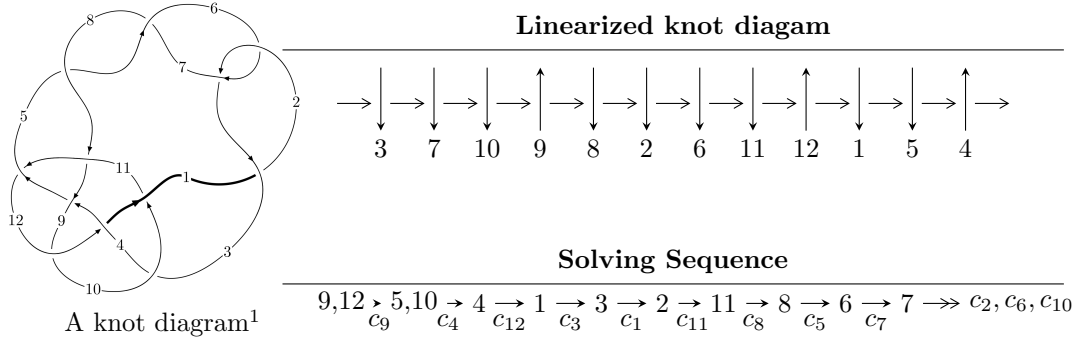 8
6
7
2
5
11
1
12
9
4
3
10
A knot diagram¹
Linearized knot diagam
3 7 10 9 8 2 6 11 12 1 5 4
Solving Sequence
9,12 > 5,10 → 4 → 1 → 3 → 2 → 11 → 8 → 6 → 7 →» c₂, c₆, c₁₀
c₉ c₄ c₁₂ c₃ c₁ c₁₁ c₈ c₅ c₇